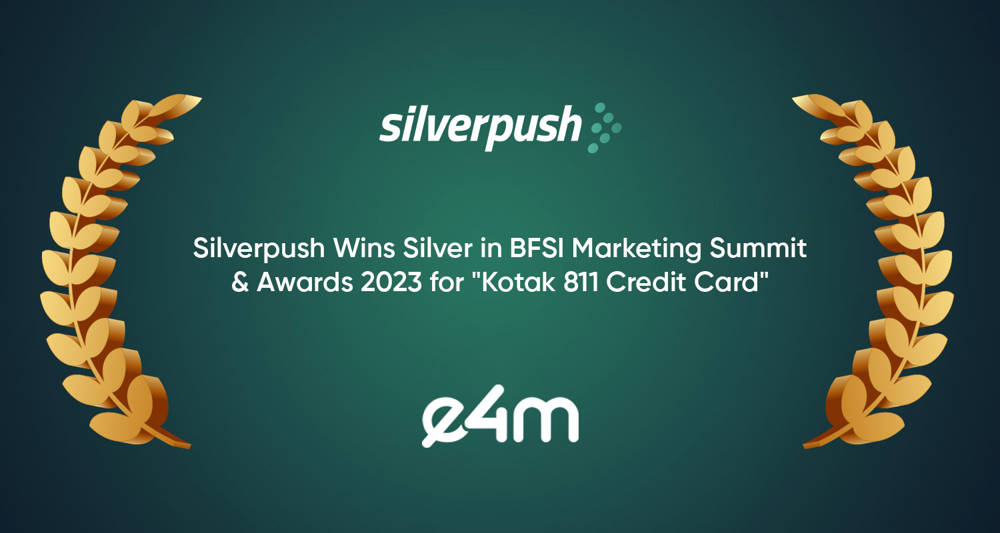 silverpush
Silverpush Wins Silver in BFSI Marketing Summit
& Awards 2023 for "Kotak 811 Credit Card"
e4m